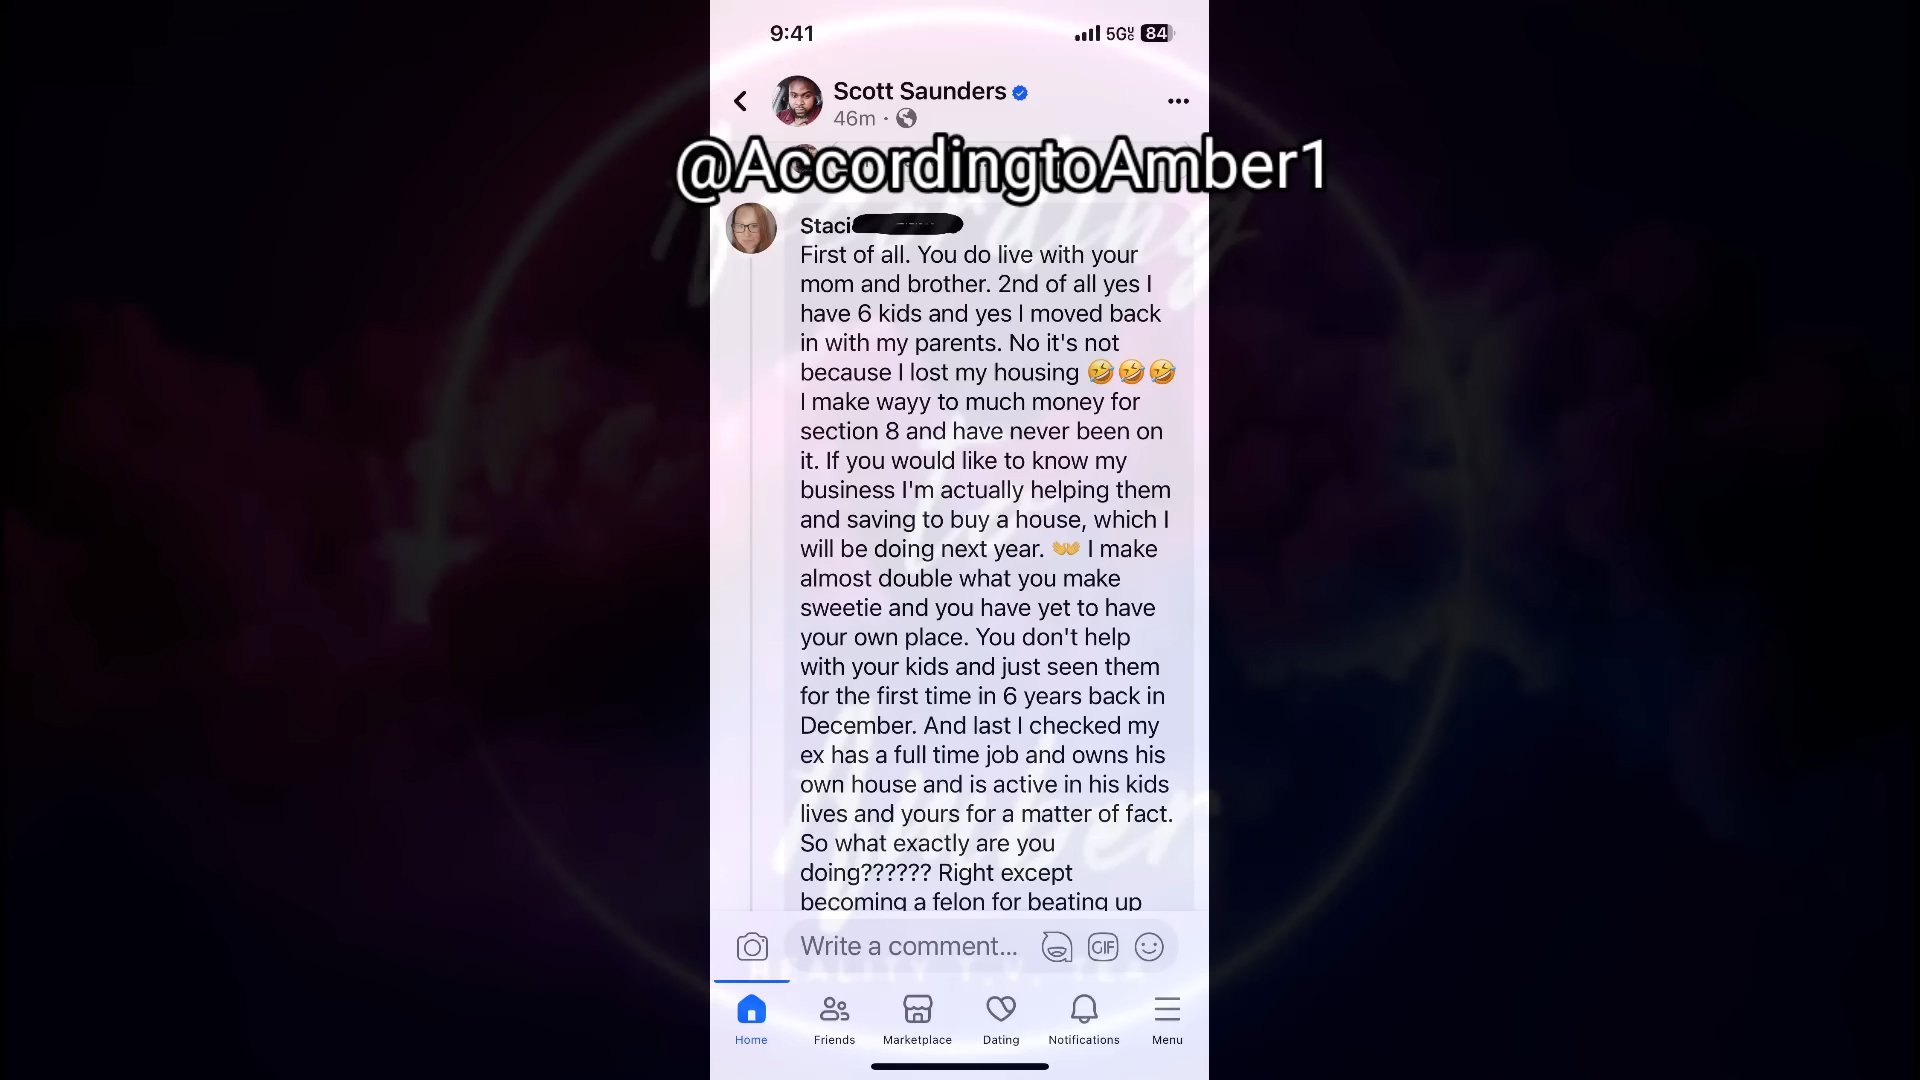 9:41
5G 84
Scott Saunders
46m
@AccordingtoAmber1
Staci
First of all. You do live with your
mom and brother. 2nd of all yes I
have 6 kids and yes I moved back
in with my parents. No it's not
because I lost my housing 🤣🤣🤣
I make wayy to much money for
section 8 and have never been on
it. If you would like to know my
business I'm actually helping them
and saving to buy a house, which I
will be doing next year. 👐 I make
almost double what you make
sweetie and you have yet to have
your own place. You don't help
with your kids and just seen them
for the first time in 6 years back in
December. And last I checked my
ex has a full time job and owns his
own house and is active in his kids
lives and yours for a matter of fact.
So what exactly are you
doing?????? Right except
becoming a felon for beating up
Write a comment...
GIF
According
to
Amber
REALITY T.V. TEA
Home
Friends
Marketplace
Dating
Notifications
Menu